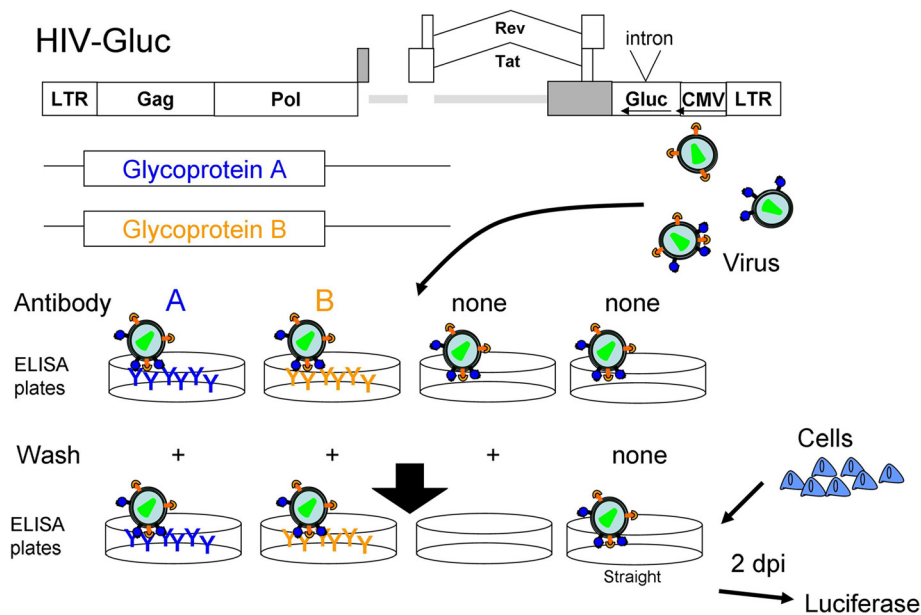 HIV-Gluc
Rev
Tat
intron
LTR Gag Pol Gluc CMV LTR
Glycoprotein A
Glycoprotein B
Virus
Antibody A B none none
ELISA
plates
Wash + + + none
Cells
ELISA
plates
Straight
2 dpi
Luciferase